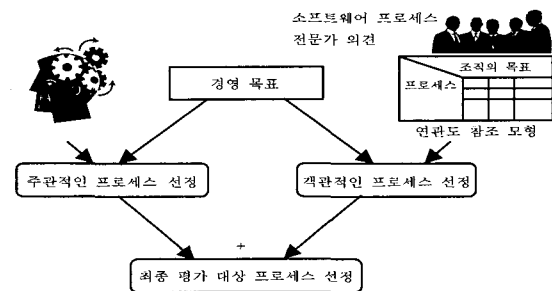 소프트웨어 프로세스
전문가 의견
경영 목표
조직의 목표
프로세스
연관도 참조 모형
주관적인 프로세스 선정
객관적인 프로세스 선정
+
최종 평가 대상 프로세스 선정